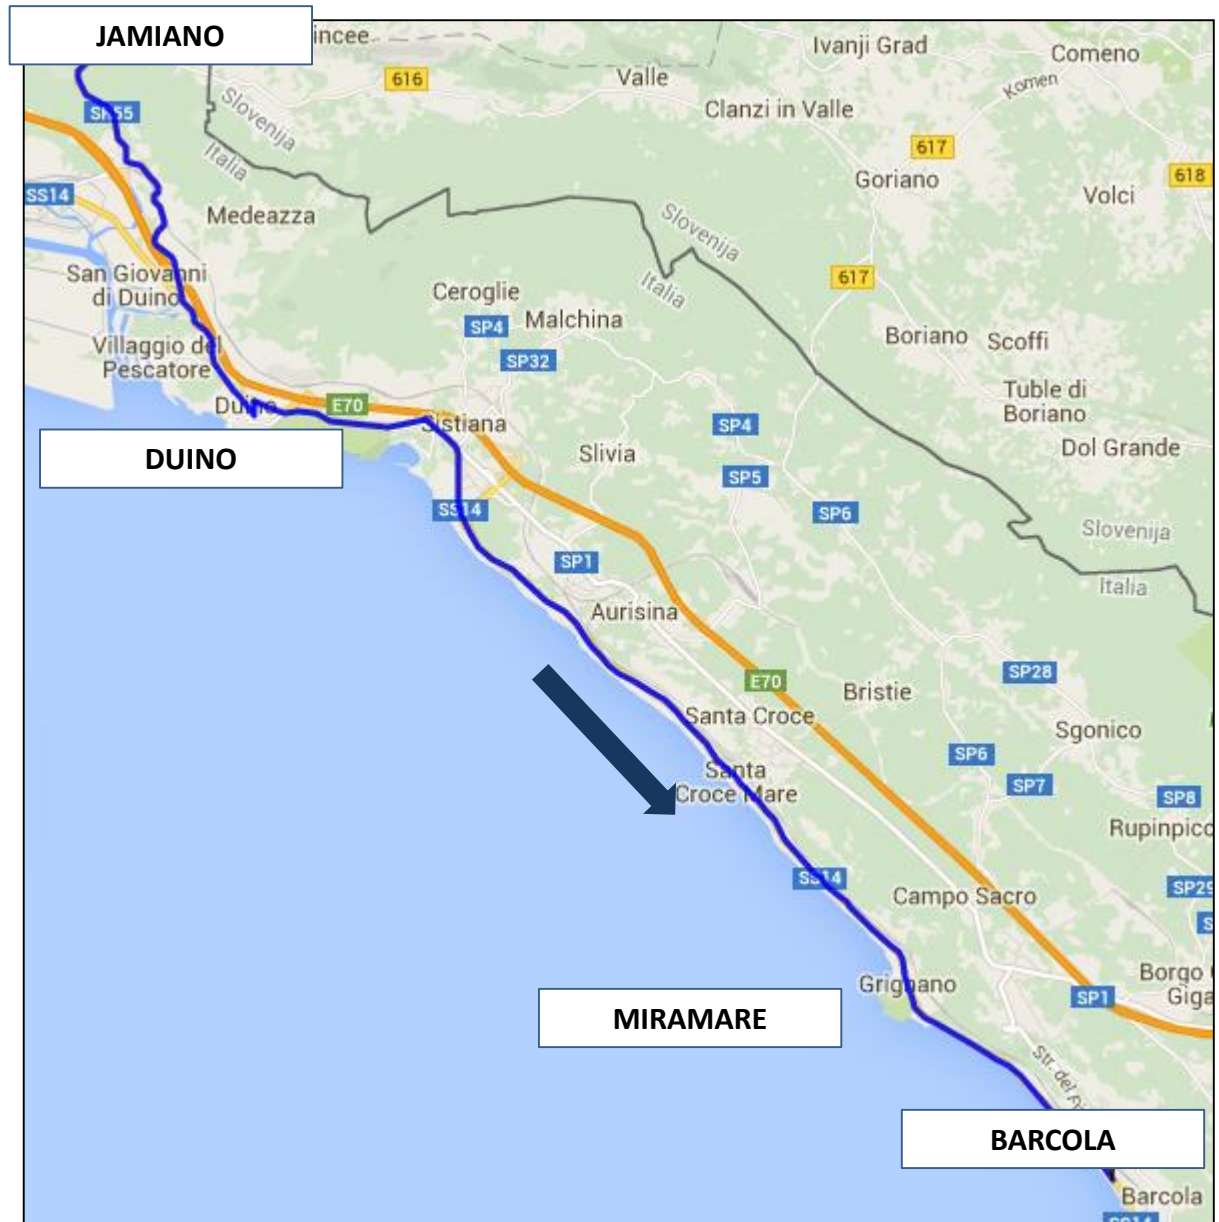 JAMIANO
incee
Ivanji Grad
Comeno
616
Valle
Komen
Clanzi in Valle
SR55
Slovenija
Italia
617
618
Goriano
Volci
SS14
Medeazza
Slovenija
Italia
San Giovanni
di Duino
617
Ceroglie
SP4
Malchina
Boriano
Scoffi
Villaggio del
Pescatore
SP32
Tuble di
Boriano
Duino
E70
Sistiana
SP4
DUINO
Slivia
Dol Grande
SP5
SS14
SP6
Slovenija
Italia
SP1
Aurisina
E70
SP28
Bristie
Santa Croce
Sgonico
SP6
Santa
Croce Mare
SP7
SP8
Rupinpicc
SS14
SP29
Campo Sacro
S
Grignano
Borgo
Giga
SP1
MIRAMARE
Str. del
BARCOLA
Barcola
SS14